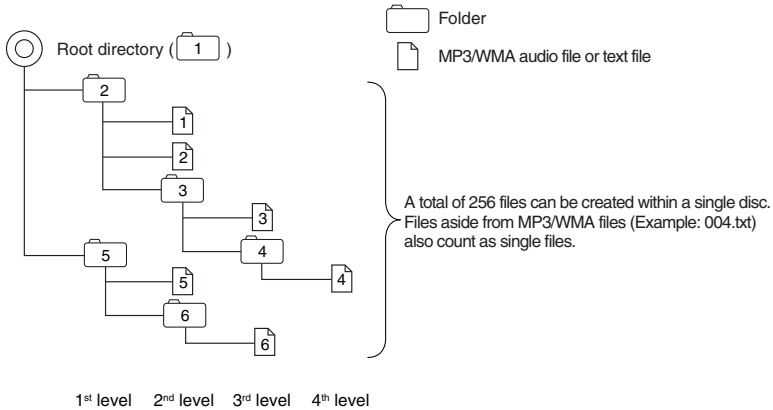 Folder
Root directory ( 1 )
MP3/WMA audio file or text file
2
1
2
3
3
A total of 256 files can be created within a single disc.
Files aside from MP3/WMA files (Example: 004.txt)
also count as single files.
4
5
4
5
6
6
1st level 2nd level 3rd level 4th level